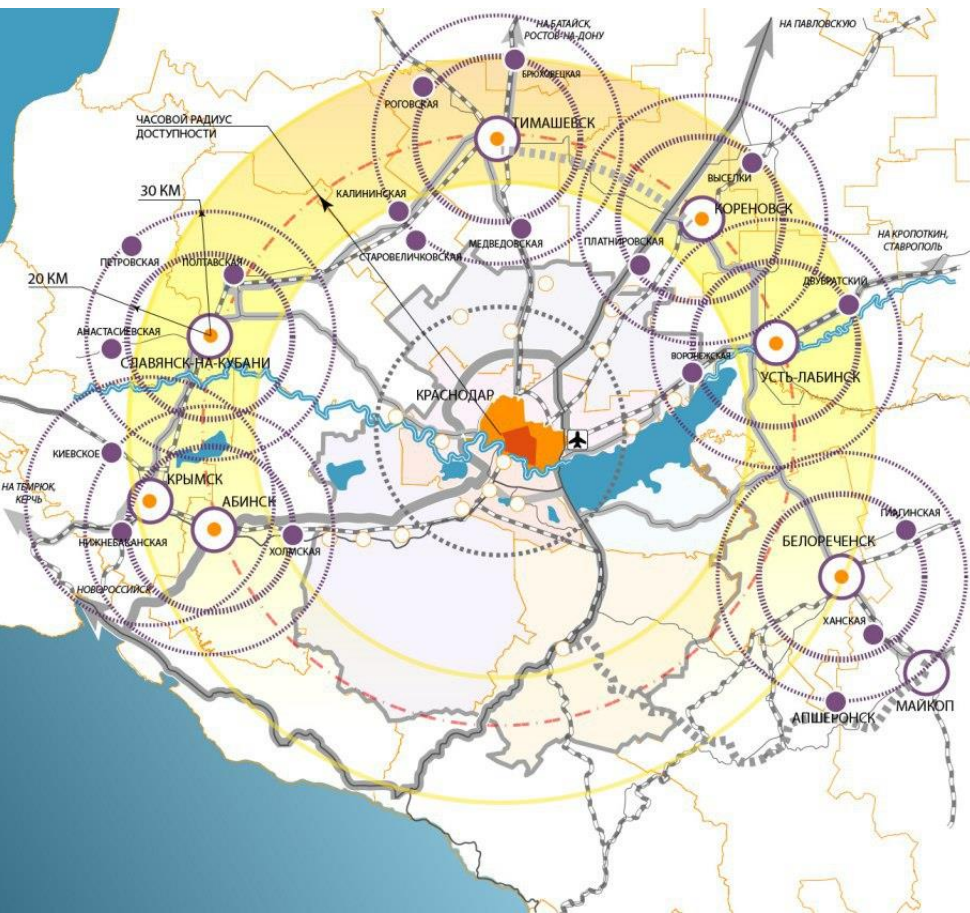 НА БАТАЙСК,
РОСТОВ-НА-ДОНУ
НА ПАВЛОВСКУЮ
БРЮХОВЕЦКАЯ
РОГОВСКАЯ
ЧАСОВОЙ РАДИУС
ДОСТУПНОСТИ
ТИМАШЕВСК
ВЫСЕЛКИ
30 КМ
КАЛИНИНСКАЯ
КОРЕНОВСК
НА КРОПОТКИН,
СТАВРОПОЛЬ
МЕДВЕДОВСКАЯ
ПЛАТНИРОВСКАЯ
СТАРОВЕЛИЧКОВСКАЯ
ПЕТРОВСКАЯ
ПОЛТАВСКАЯ
20 КМ
ДВУБРАТСКИЙ
АНАСТАСИЕВСКАЯ
СЛАВЯНСК-НА-КУБАНИ
ВОРОНЕЖСКАЯ
УСТЬ-ЛАБИНСК
КРАСНОДАР
КИЕВСКОЕ
КРЫМСК
НА ТЕМРЮК,
КЕРЧЬ
АБИНСК
ГИАГИНСКАЯ
НИЖНЕБАКАНСКАЯ
ХОЛМСКАЯ
БЕЛОРЕЧЕНСК
НОВОРОССИЙСК
ХАНСКАЯ
МАЙКОП
АПШЕРОНСК